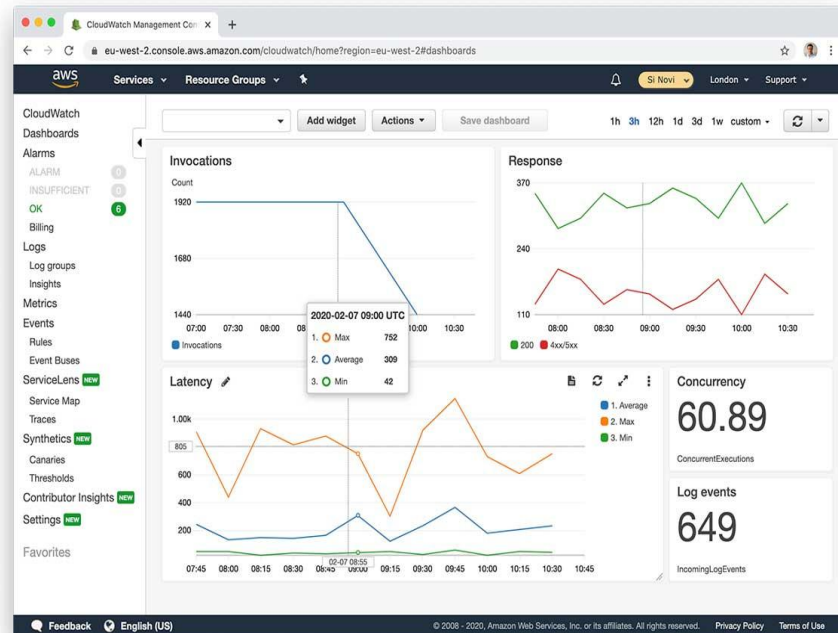 CloudWatch Management Con × +
eu-west-2.console.aws.amazon.com/cloudwatch/home?region=eu-west-2#dashboards
aws Services Resource Groups Si Novi London Support
CloudWatch
Dashboards
Alarms
ALARM 0
INSUFFICIENT 0
OK 6
Billing
Logs
Log groups
Insights
Metrics
Events
Rules
Event Buses
ServiceLens NEW
Service Map
Traces
Synthetics NEW
Canaries
Thresholds
Contributor Insights NEW
Settings NEW
Favorites
Add widget Actions Save dashboard 1h 3h 12h 1d 3d 1w custom
Invocations
Count
1920
1680
1440
07:00 07:30 08:00 08 10:00 10:30
Invocations
2020-02-07 09:00 UTC
1. Max 752
2. Average 309
3. Min 42
Response
370
240
110
08:00 08:30 09:00 09:30 10:00 10:30
200 4xx/5xx
Latency
1.00k
805
600
400
200
02-07 08:55
07:45 08:00 08:15 08:30 08:45 09:00 09:15 09:30 09:45 10:00 10:15 10:30 10:45
1. Average
2. Max
3. Min
Concurrency
60.89
ConcurrentExecutions
Log events
649
IncomingLogEvents
Feedback English (US) © 2008 - 2020, Amazon Web Services, Inc. or its affiliates. All rights reserved. Privacy Policy Terms of Use